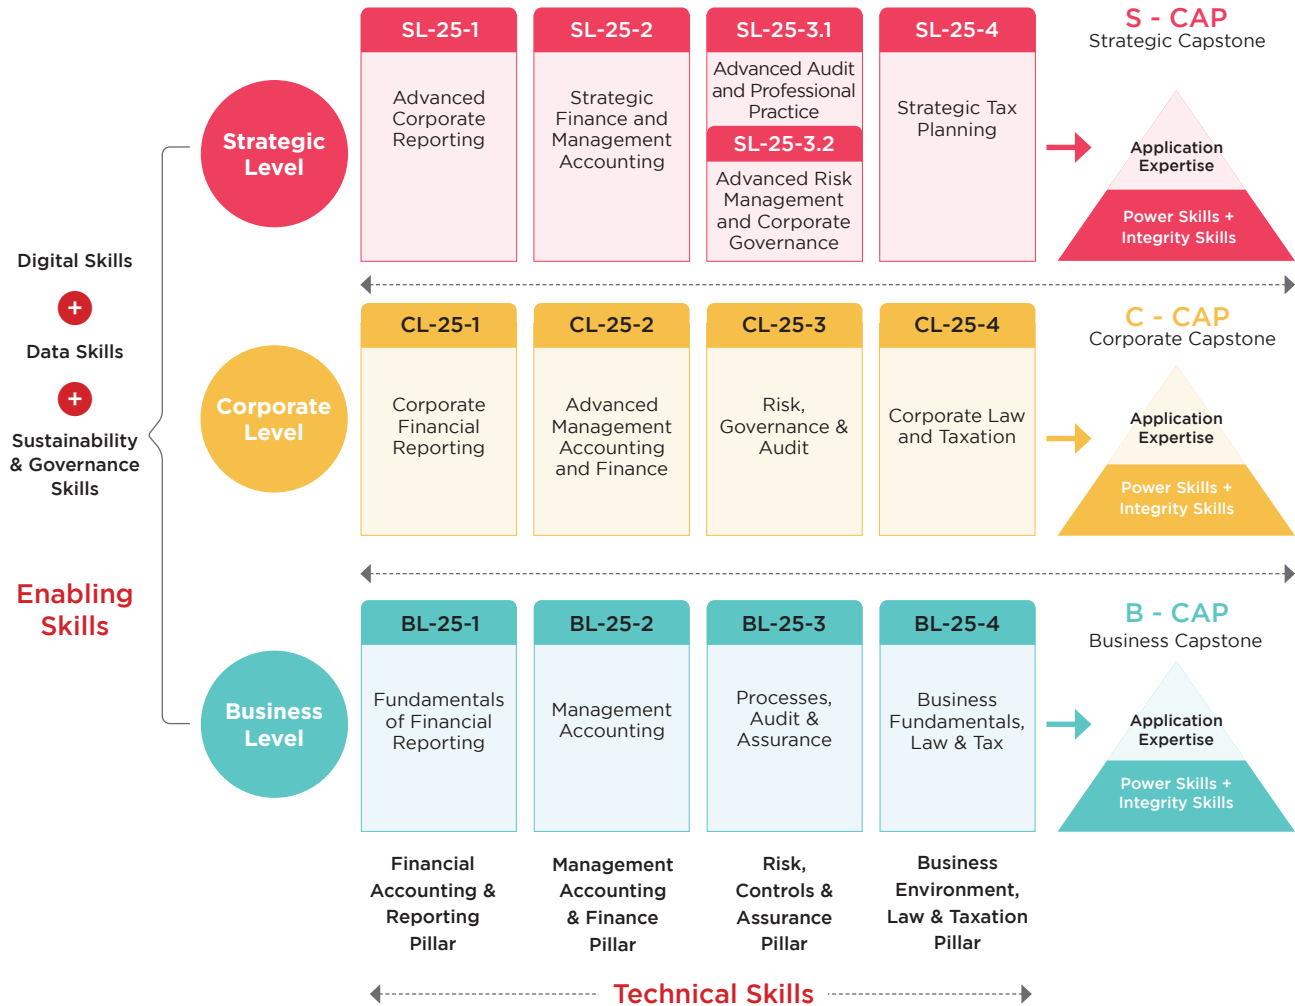 SL-25-1
Advanced
Corporate
Reporting
SL-25-2
Strategic
Finance and
Management
Accounting
SL-25-3.1
Advanced Audit
and Professional
Practice
SL-25-3.2
Advanced Risk
Management
and Corporate
Governance
SL-25-4
Strategic Tax
Planning
S - CAP
Strategic Capstone
Application
Expertise
Power Skills +
Integrity Skills
Strategic
Level
Digital Skills
+
Data Skills
+
Sustainability
& Governance
Skills
Enabling
Skills
Corporate
Level
CL-25-1
Corporate
Financial
Reporting
CL-25-2
Advanced
Management
Accounting
and Finance
CL-25-3
Risk,
Governance &
Audit
CL-25-4
Corporate Law
and Taxation
C - CAP
Corporate Capstone
Application
Expertise
Power Skills +
Integrity Skills
Business
Level
BL-25-1
Fundamentals
of Financial
Reporting
BL-25-2
Management
Accounting
BL-25-3
Processes,
Audit &
Assurance
BL-25-4
Business
Fundamentals,
Law & Tax
B - CAP
Business Capstone
Application
Expertise
Power Skills +
Integrity Skills
Financial
Accounting &
Reporting
Pillar
Management
Accounting
& Finance
Pillar
Risk,
Controls &
Assurance
Pillar
Business
Environment,
Law & Taxation
Pillar
Technical Skills